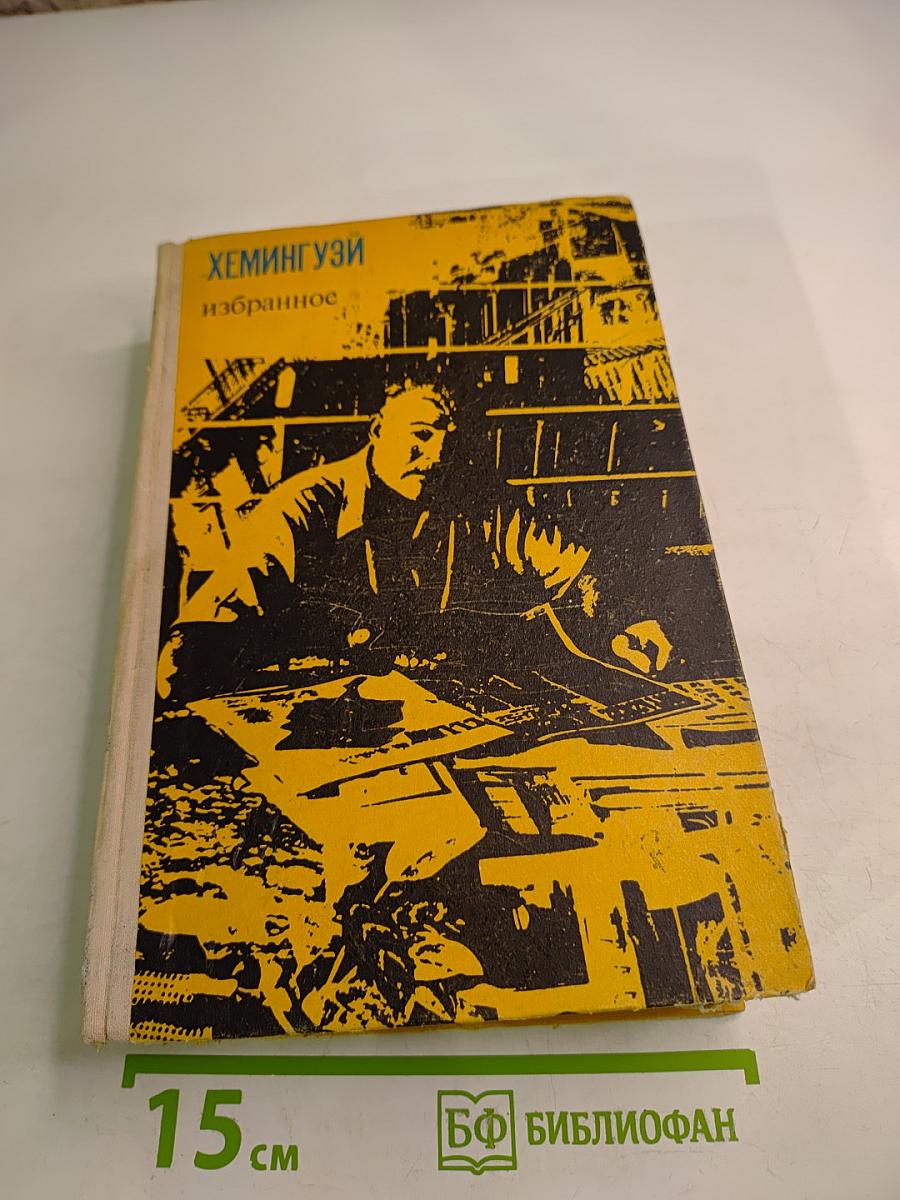 ХЕМИНГУЭЙ
избранное
15 см
БФ БИБЛИОФАН